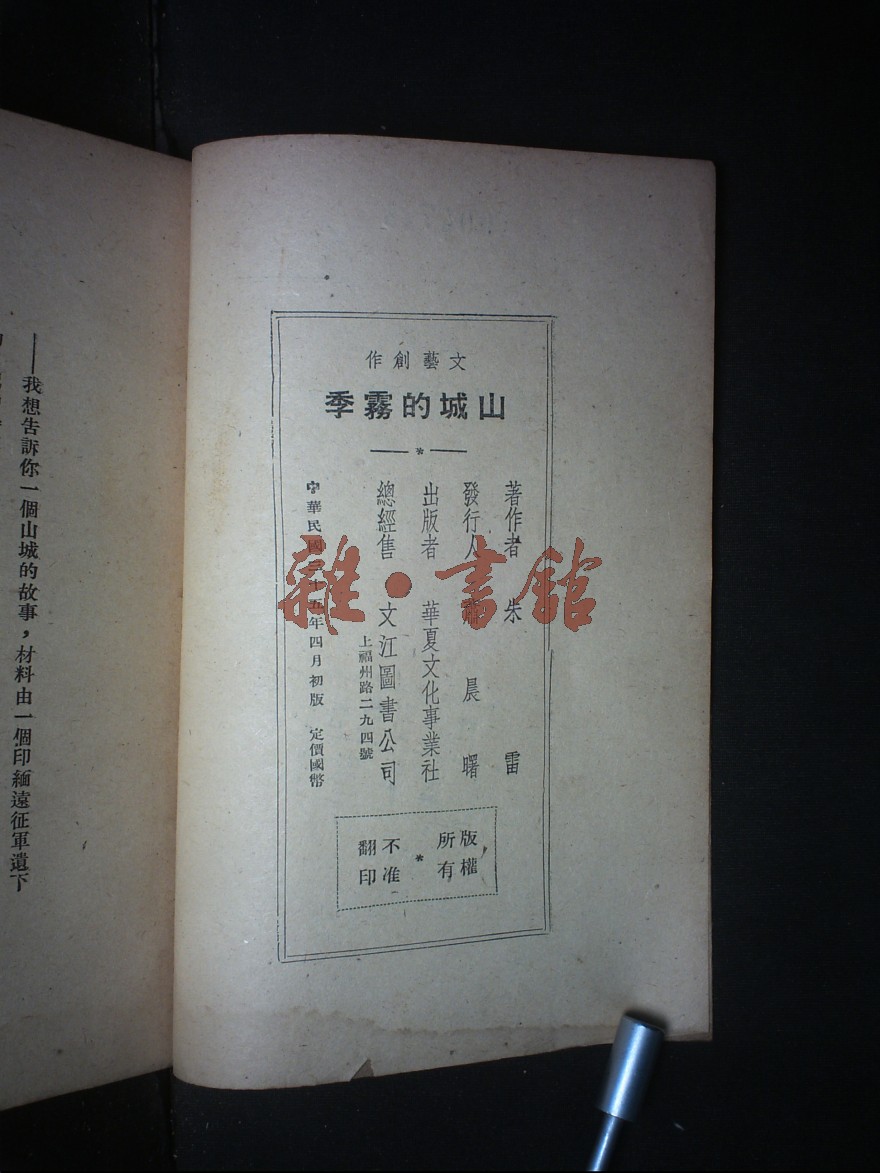 文藝創作
山城的霧季
著作者 朱雷
發行人 晨曙
出版者 華夏文化事業社
總經售 文江圖書公司
上福州路二九四號
中華民國三十五年四月初版 定價國幣
版權所有
*
不准翻印
雜·書館
——我想告訴你一個山城的故事，材料由一個印緬遠征軍遺下